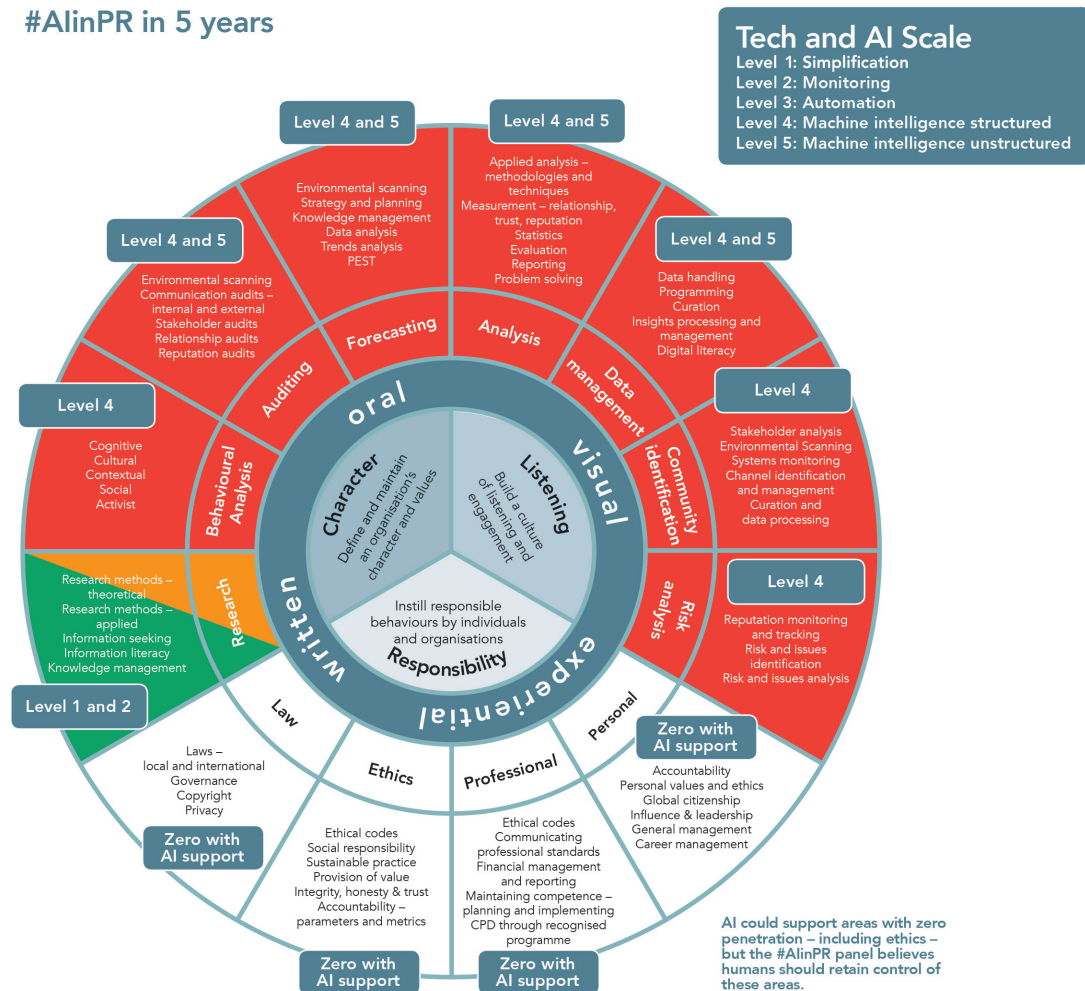 #AIinPR in 5 years
Tech and AI Scale
Level 1: Simplification
Level 2: Monitoring
Level 3: Automation
Level 4: Machine intelligence structured
Level 5: Machine intelligence unstructured
Level 4 and 5
Environmental scanning
Strategy and planning
Knowledge management
Data analysis
Trends analysis
PEST
Forecasting
Level 4 and 5
Applied analysis –
methodologies and
techniques
Measurement – relationship,
trust, reputation
Statistics
Evaluation
Reporting
Problem solving
Analysis
Level 4 and 5
Data handling
Programming
Curation
Insights processing and
management
Digital literacy
Data
management
Level 4
Stakeholder analysis
Environmental Scanning
Systems monitoring
Channel identification
and management
Curation and
data processing
Community
identification
Level 4
Reputation monitoring
and tracking
Risk and issues
identification
Risk and issues analysis
Risk
analysis
Zero with
AI support
Accountability
Personal values and ethics
Global citizenship
Influence & leadership
General management
Career management
Personal
Ethical codes
Communicating
professional standards
Financial management
and reporting
Maintaining competence –
planning and implementing
CPD through recognised
programme
Professional
Zero with
AI support
Ethical codes
Social responsibility
Sustainable practice
Provision of value
Integrity, honesty & trust
Accountability –
parameters and metrics
Ethics
Zero with
AI support
Laws –
local and international
Governance
Copyright
Privacy
Law
Zero with
AI support
Research methods –
theoretical
Research methods –
applied
Information seeking
Information literacy
Knowledge management
Research
Level 1 and 2
Level 4
Cognitive
Cultural
Contextual
Social
Activist
Behavioural
Analysis
Level 4 and 5
Environmental scanning
Communication audits –
internal and external
Stakeholder audits
Relationship audits
Reputation audits
Auditing
oral
visual
experiential
written
Character
Define and maintain
an organisation's
character and values
Listening
Build a culture
of listening and
engagement
Instill responsible
behaviours by individuals
and organisations
Responsibility
AI could support areas with zero
penetration – including ethics –
but the #AIinPR panel believes
humans should retain control of
these areas.